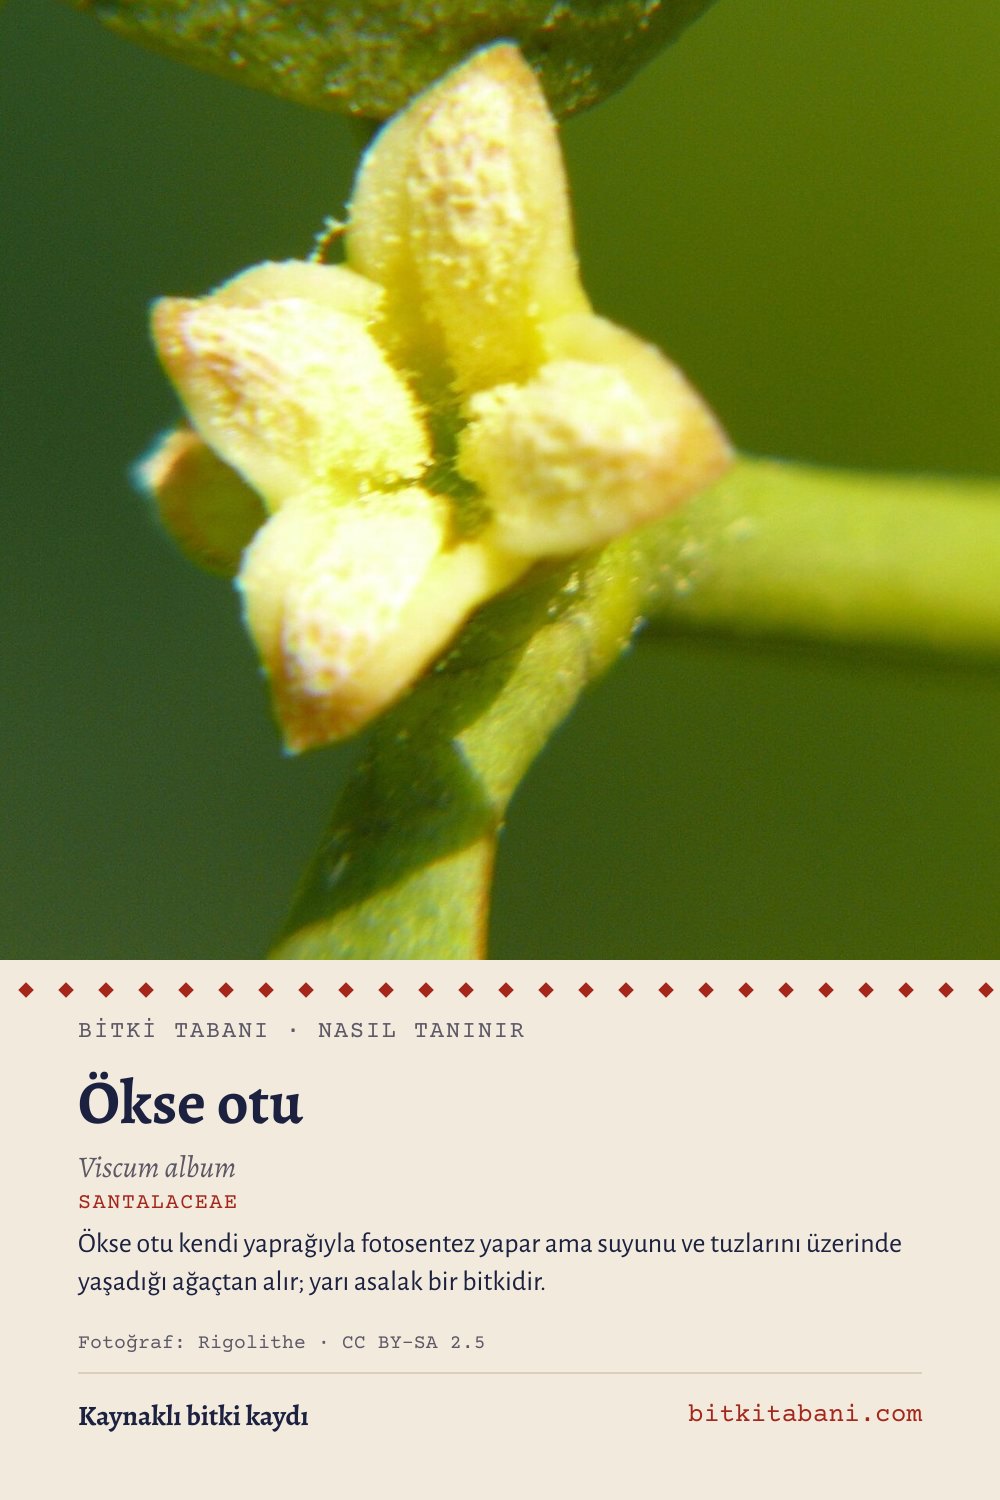 BİTKİ TABANI · NASIL TANINIR
Ökse otu
Viscum album
SANTALACEAE
Ökse otu kendi yaprağıyla fotosentez yapar ama suyunu ve tuzlarını üzerinde
yaşadığı ağaçtan alır; yarı asalak bir bitkidir.
Fotoğraf: Rigolithe · CC BY-SA 2.5
Kaynaklı bitki kaydı
bitkitabani.com